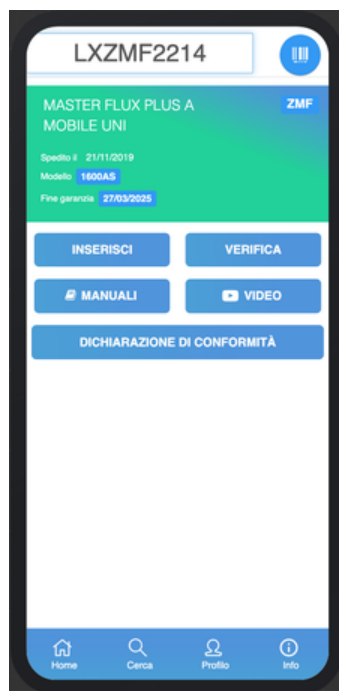 LXZMF2214
MASTER FLUX PLUS A
MOBILE UNI
ZMF
Spedito il 21/11/2019
Modello 1600AS
Fine garanzia 27/03/2025
INSERISCI
VERIFICA
MANUALI
VIDEO
DICHIARAZIONE DI CONFORMITÀ
Home
Cerca
Profilo
Info